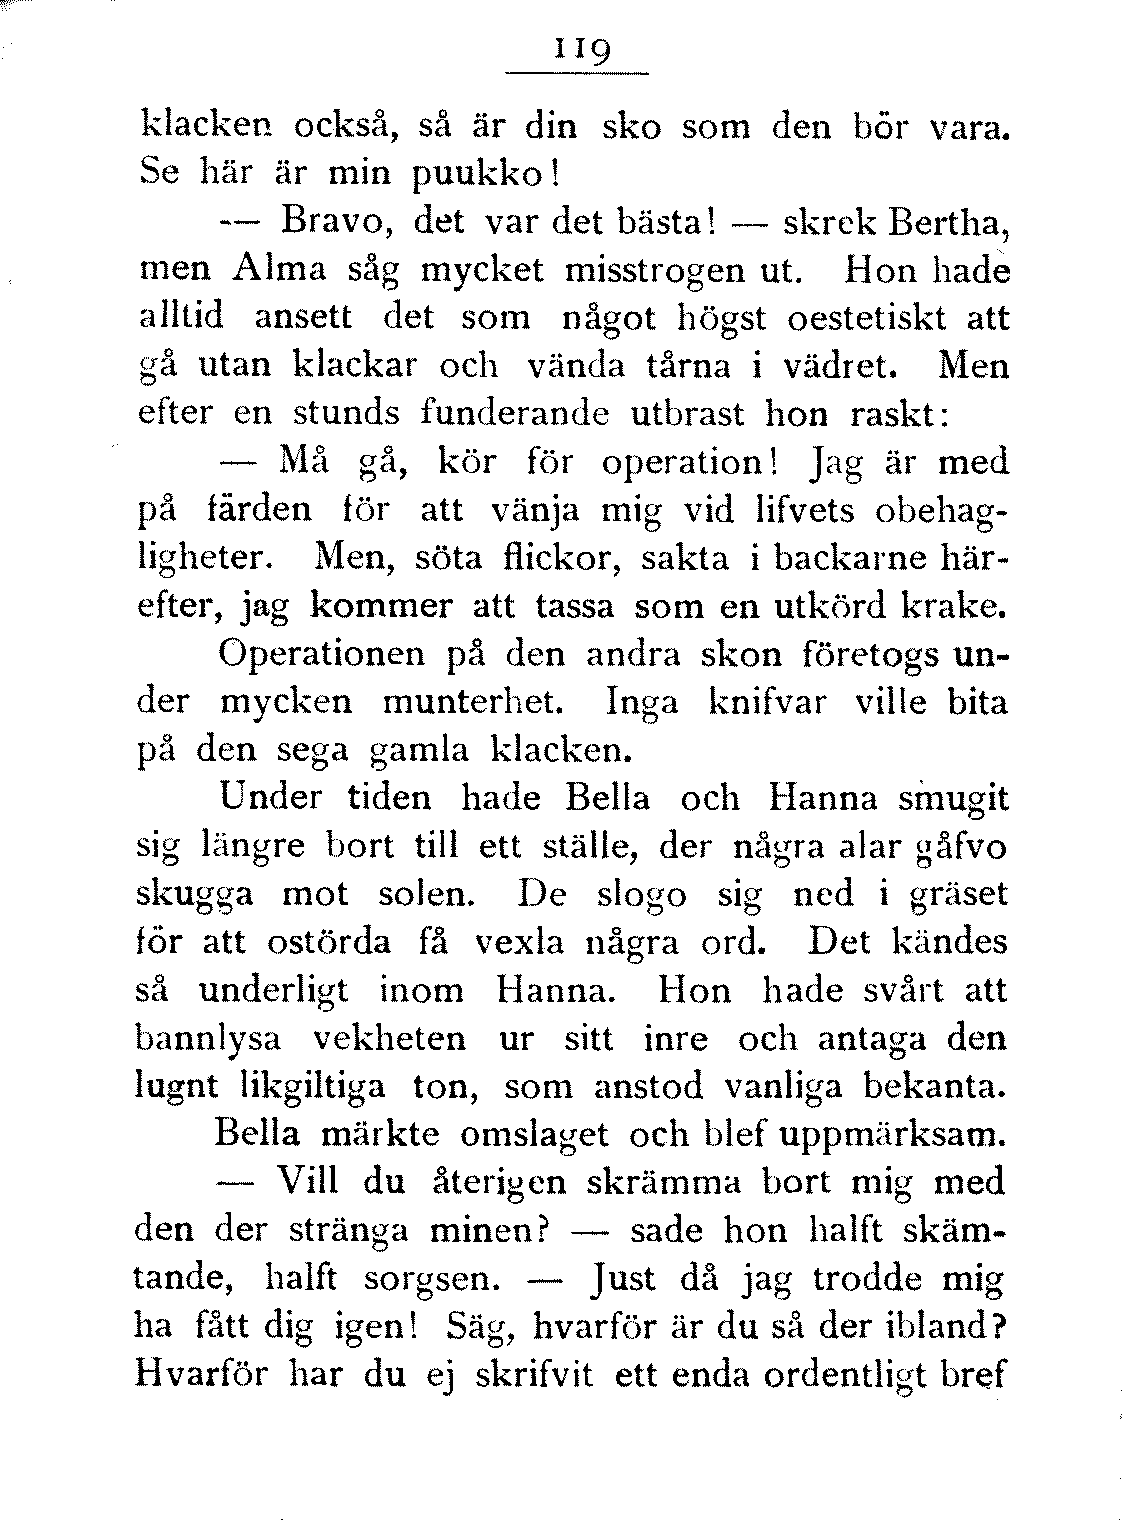 119
klacken också, så är din sko som den bör vara.
Se här är min puukko!
— Bravo, det var det bästa! — skrek Bertha,
men Alma såg mycket misstrogen ut. Hon hade
alltid ansett det som något högst oestetiskt att
gå utan klackar och vända tårna i vädret. Men
efter en stunds funderande utbrast hon raskt:
— Må gå, kör för operation! Jag är med
på färden för att vänja mig vid lifvets obehag-
ligheter. Men, söta flickor, sakta i backarne här-
efter, jag kommer att tassa som en utkörd krake.
Operationen på den andra skon företogs un-
der mycken munterhet. Inga knifvar ville bita
på den sega gamla klacken.
Under tiden hade Bella och Hanna smugit
sig längre bort till ett ställe, der några alar gåfvo
skugga mot solen. De slogo sig ned i gräset
för att ostörda få vexla några ord. Det kändes
så underligt inom Hanna. Hon hade svårt att
bannlysa vekheten ur sitt inre och antaga den
lugnt likgiltiga ton, som anstod vanliga bekanta.
Bella märkte omslaget och blef uppmärksam.
— Vill du återigen skrämma bort mig med
den der stränga minen? — sade hon halft skäm-
tande, halft sorgsen. — Just då jag trodde mig
ha fått dig igen! Säg, hvarför är du så der ibland?
Hvarför har du ej skrifvit ett enda ordentligt bref